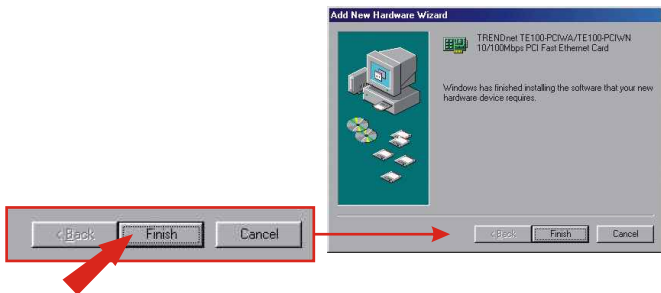 Add New Hardware Wizard
TRENDnet TE100-PCIWA/TE100-PCIWN
10/100Mbps PCI Fast Ethernet Card
Windows has finished installing the software that your new
hardware device requires.
< Back Finish Cancel
< Back Finish Cancel